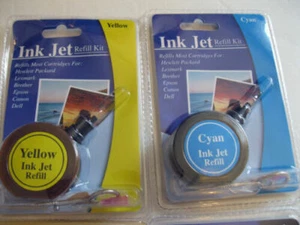 Yellow
Ink Jet
Refill Kit
Refills Most Cartridges For:
Hewlett Packard
Lexmark
Brother
Epson
Canon
Dell
Yellow
Ink Jet
Refill
Cyan
Ink Jet
Refill Kit
Refills Most Cartridges For:
Hewlett Packard
Lexmark
Brother
Epson
Canon
Dell
Cyan
Ink Jet
Refill